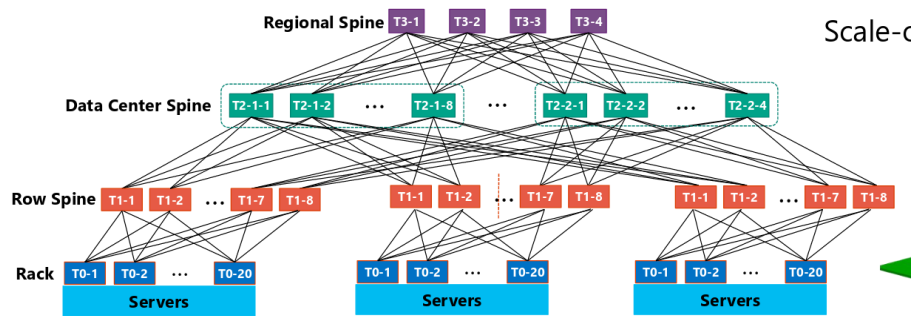 Regional Spine T3-1 T3-2 T3-3 T3-4
Scale-o
Data Center Spine T2-1-1 T2-1-2 ... T2-1-8 ... T2-2-1 T2-2-2 ... T2-2-4
Row Spine T1-1 T1-2 ... T1-7 T1-8 T1-1 T1-2 ... T1-7 T1-8 T1-1 T1-2 ... T1-7 T1-8
Rack T0-1 T0-2 ... T0-20 T0-1 T0-2 ... T0-20 T0-1 T0-2 ... T0-20
Servers Servers Servers